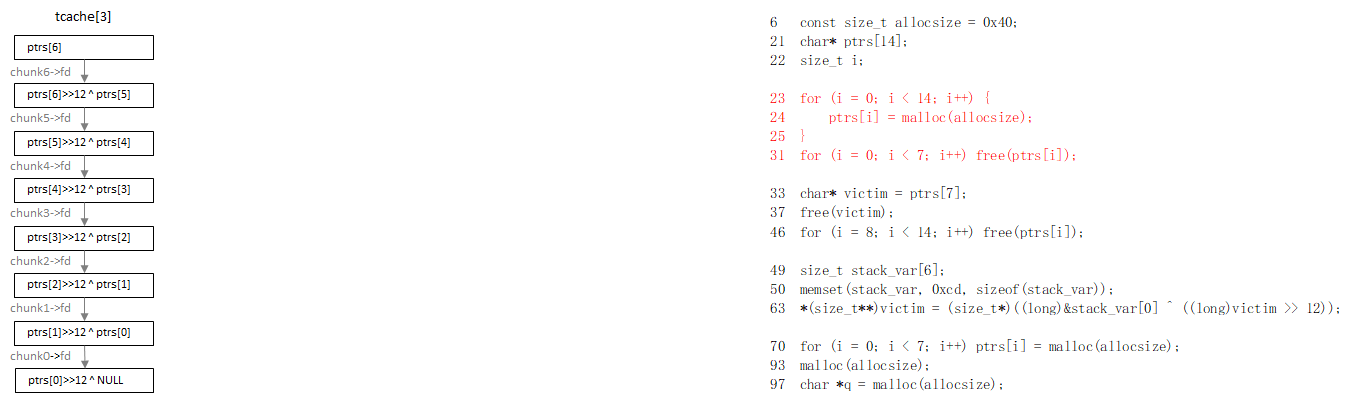 tcache[3]
ptrs[6]
chunk6->fd
ptrs[6]>>12 ^ ptrs[5]
chunk5->fd
ptrs[5]>>12 ^ ptrs[4]
chunk4->fd
ptrs[4]>>12 ^ ptrs[3]
chunk3->fd
ptrs[3]>>12 ^ ptrs[2]
chunk2->fd
ptrs[2]>>12 ^ ptrs[1]
chunk1->fd
ptrs[1]>>12 ^ ptrs[0]
chunk0->fd
ptrs[0]>>12 ^ NULL
6 const size_t allocsize = 0x40;
21 char* ptrs[14];
22 size_t i;
23 for (i = 0; i < 14; i++) {
24 ptrs[i] = malloc(allocsize);
25 }
31 for (i = 0; i < 7; i++) free(ptrs[i]);
33 char* victim = ptrs[7];
37 free(victim);
46 for (i = 8; i < 14; i++) free(ptrs[i]);
49 size_t stack_var[6];
50 memset(stack_var, 0xcd, sizeof(stack_var));
63 *(size_t**)victim = (size_t*)((long)&stack_var[0] ^ ((long)victim >> 12));
70 for (i = 0; i < 7; i++) ptrs[i] = malloc(allocsize);
93 malloc(allocsize);
97 char *q = malloc(allocsize);